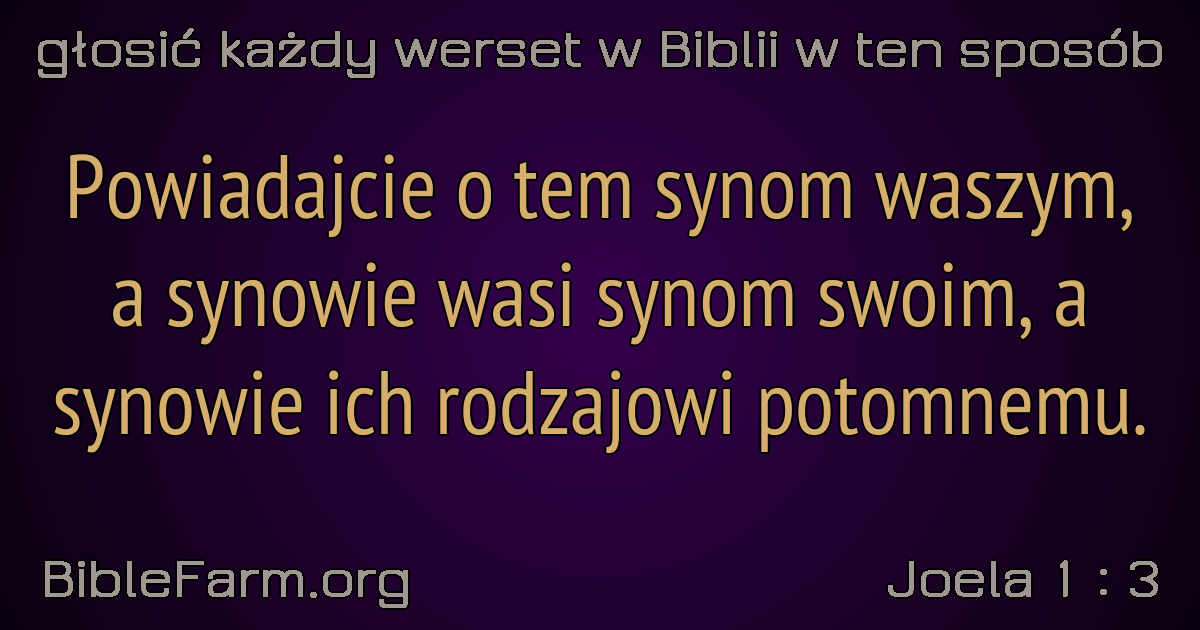 głosić każdy werset w Biblii w ten sposób
Powiadajcie o tem synom waszym,
a synowie wasi synom swoim, a
synowie ich rodzajowi potomnemu.
BibleFarm.org
Joela 1 : 3